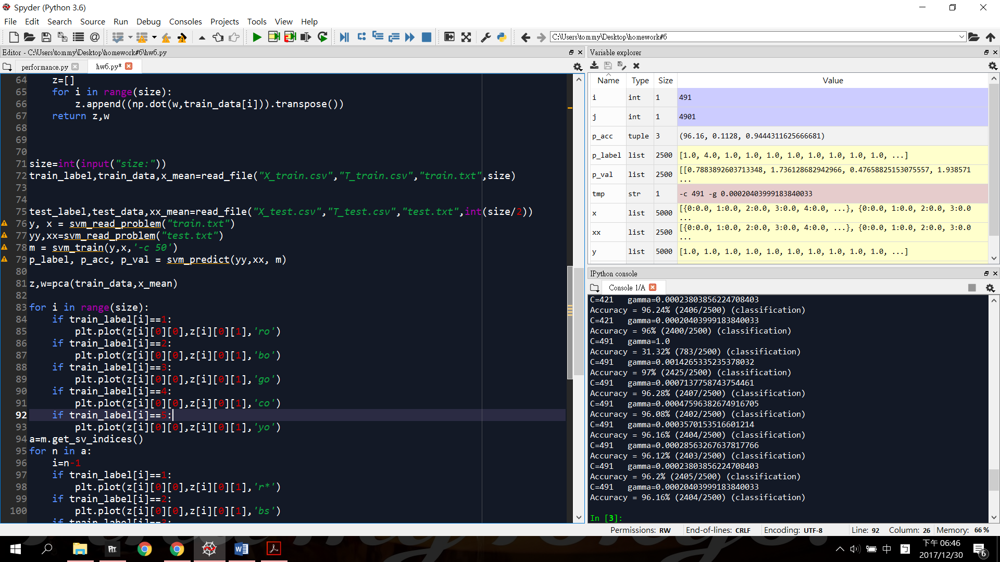 Spyder (Python 3.6)
File Edit Search Source Run Debug Consoles Projects Tools View Help
C:\Users\tommy\Desktop\homework#6
Editor - C:\Users\tommy\Desktop\homework#6\hw6.py
performance.py hw6.py*
64 z=[]
65 for i in range(size):
66 z.append((np.dot(w,train_data[i])).transpose())
67 return z,w
68
69
70
71 size=int(input("size:"))
72 train_label,train_data,x_mean=read_file("X_train.csv","T_train.csv","train.txt",size)
73
74
75 test_label,test_data,xx_mean=read_file("X_test.csv","T_test.csv","test.txt",int(size/2))
76 y, x = svm_read_problem("train.txt")
77 yy,xx=svm_read_problem("test.txt")
78 m = svm_train(y,x,'-c 50')
79 p_label, p_acc, p_val = svm_predict(yy,xx, m)
80
81 z,w=pca(train_data,x_mean)
82
83 for i in range(size):
84 if train_label[i]==1:
85 plt.plot(z[i][0][0],z[i][0][1],'ro')
86 if train_label[i]==2:
87 plt.plot(z[i][0][0],z[i][0][1],'bo')
88 if train_label[i]==3:
89 plt.plot(z[i][0][0],z[i][0][1],'go')
90 if train_label[i]==4:
91 plt.plot(z[i][0][0],z[i][0][1],'co')
92 if train_label[i]==5:
93 plt.plot(z[i][0][0],z[i][0][1],'yo')
94 a=m.get_sv_indices()
95 for n in a:
96 i=n-1
97 if train_label[i]==1:
98 plt.plot(z[i][0][0],z[i][0][1],'r*')
99 if train_label[i]==2:
100 plt.plot(z[i][0][0],z[i][0][1],'bs')
if train_label[i]==3:
Variable explorer
Name Type Size Value
i int 1 491
j int 1 4901
p_acc tuple 3 (96.16, 0.1128, 0.9444311625666681)
p_label list 2500 [1.0, 4.0, 1.0, 1.0, 1.0, 1.0, 1.0, 1.0, 1.0, 1.0, ...]
p_val list 2500 [[0.7883892603713348, 1.736128682942966, 0.47658825153075557, 1.938571
...
tmp str 1 -c 491 -g 0.00020403999183840033
x list 5000 [{0:0.0, 1:0.0, 2:0.0, 3:0.0, 4:0.0, ...}, {0:0.0, 1:0.0, 2:0.0, 3:0.0
...
xx list 2500 [{0:0.0, 1:0.0, 2:0.0, 3:0.0, 4:0.0, ...}, {0:0.0, 1:0.0, 2:0.0, 3:0.0
...
y list 5000 [1.0, 1.0, 1.0, 1.0, 1.0, 1.0, 1.0, 1.0, 1.0, 1.0, ...]
IPython console
Console 1/A
C=421 gamma=0.00023803856224708403
Accuracy = 96.24% (2406/2500) (classification)
C=421 gamma=0.00020403999183840033
Accuracy = 96% (2400/2500) (classification)
C=491 gamma=1.0
Accuracy = 31.32% (783/2500) (classification)
C=491 gamma=0.0014265335235378032
Accuracy = 97% (2425/2500) (classification)
C=491 gamma=0.0007137758743754461
Accuracy = 96.28% (2407/2500) (classification)
C=491 gamma=0.00047596382674916705
Accuracy = 96.08% (2402/2500) (classification)
C=491 gamma=0.0003570153516601214
Accuracy = 96.16% (2404/2500) (classification)
C=491 gamma=0.00028563267637817766
Accuracy = 96.12% (2403/2500) (classification)
C=491 gamma=0.00023803856224708403
Accuracy = 96.2% (2405/2500) (classification)
C=491 gamma=0.00020403999183840033
Accuracy = 96.16% (2404/2500) (classification)
In [3]:
Permissions: RW End-of-lines: CRLF Encoding: UTF-8 Line: 92 Column: 26 Memory: 66 %
中
下午 06:46
2017/12/30
6